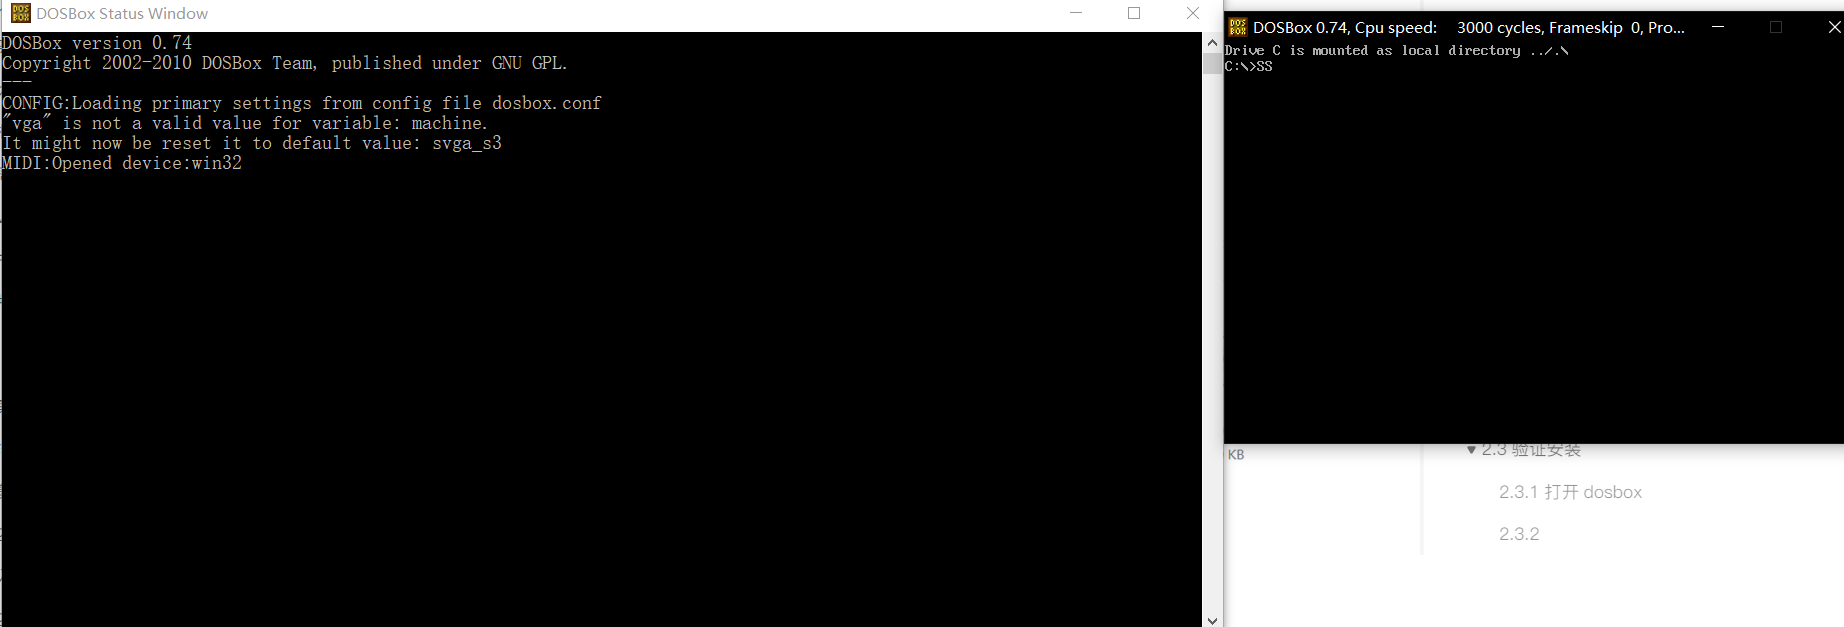 DOSBox Status Window
DOSBox version 0.74
Copyright 2002-2010 DOSBox Team, published under GNU GPL.
---
CONFIG:Loading primary settings from config file dosbox.conf
"vga" is not a valid value for variable: machine.
It might now be reset it to default value: svga_s3
MIDI:Opened device:win32
DOSBox 0.74, Cpu speed: 3000 cycles, Frameskip 0, Pro...
Drive C is mounted as local directory ../.\
C:\>SS
KB
2.3 验证安装
2.3.1 打开 dosbox
2.3.2